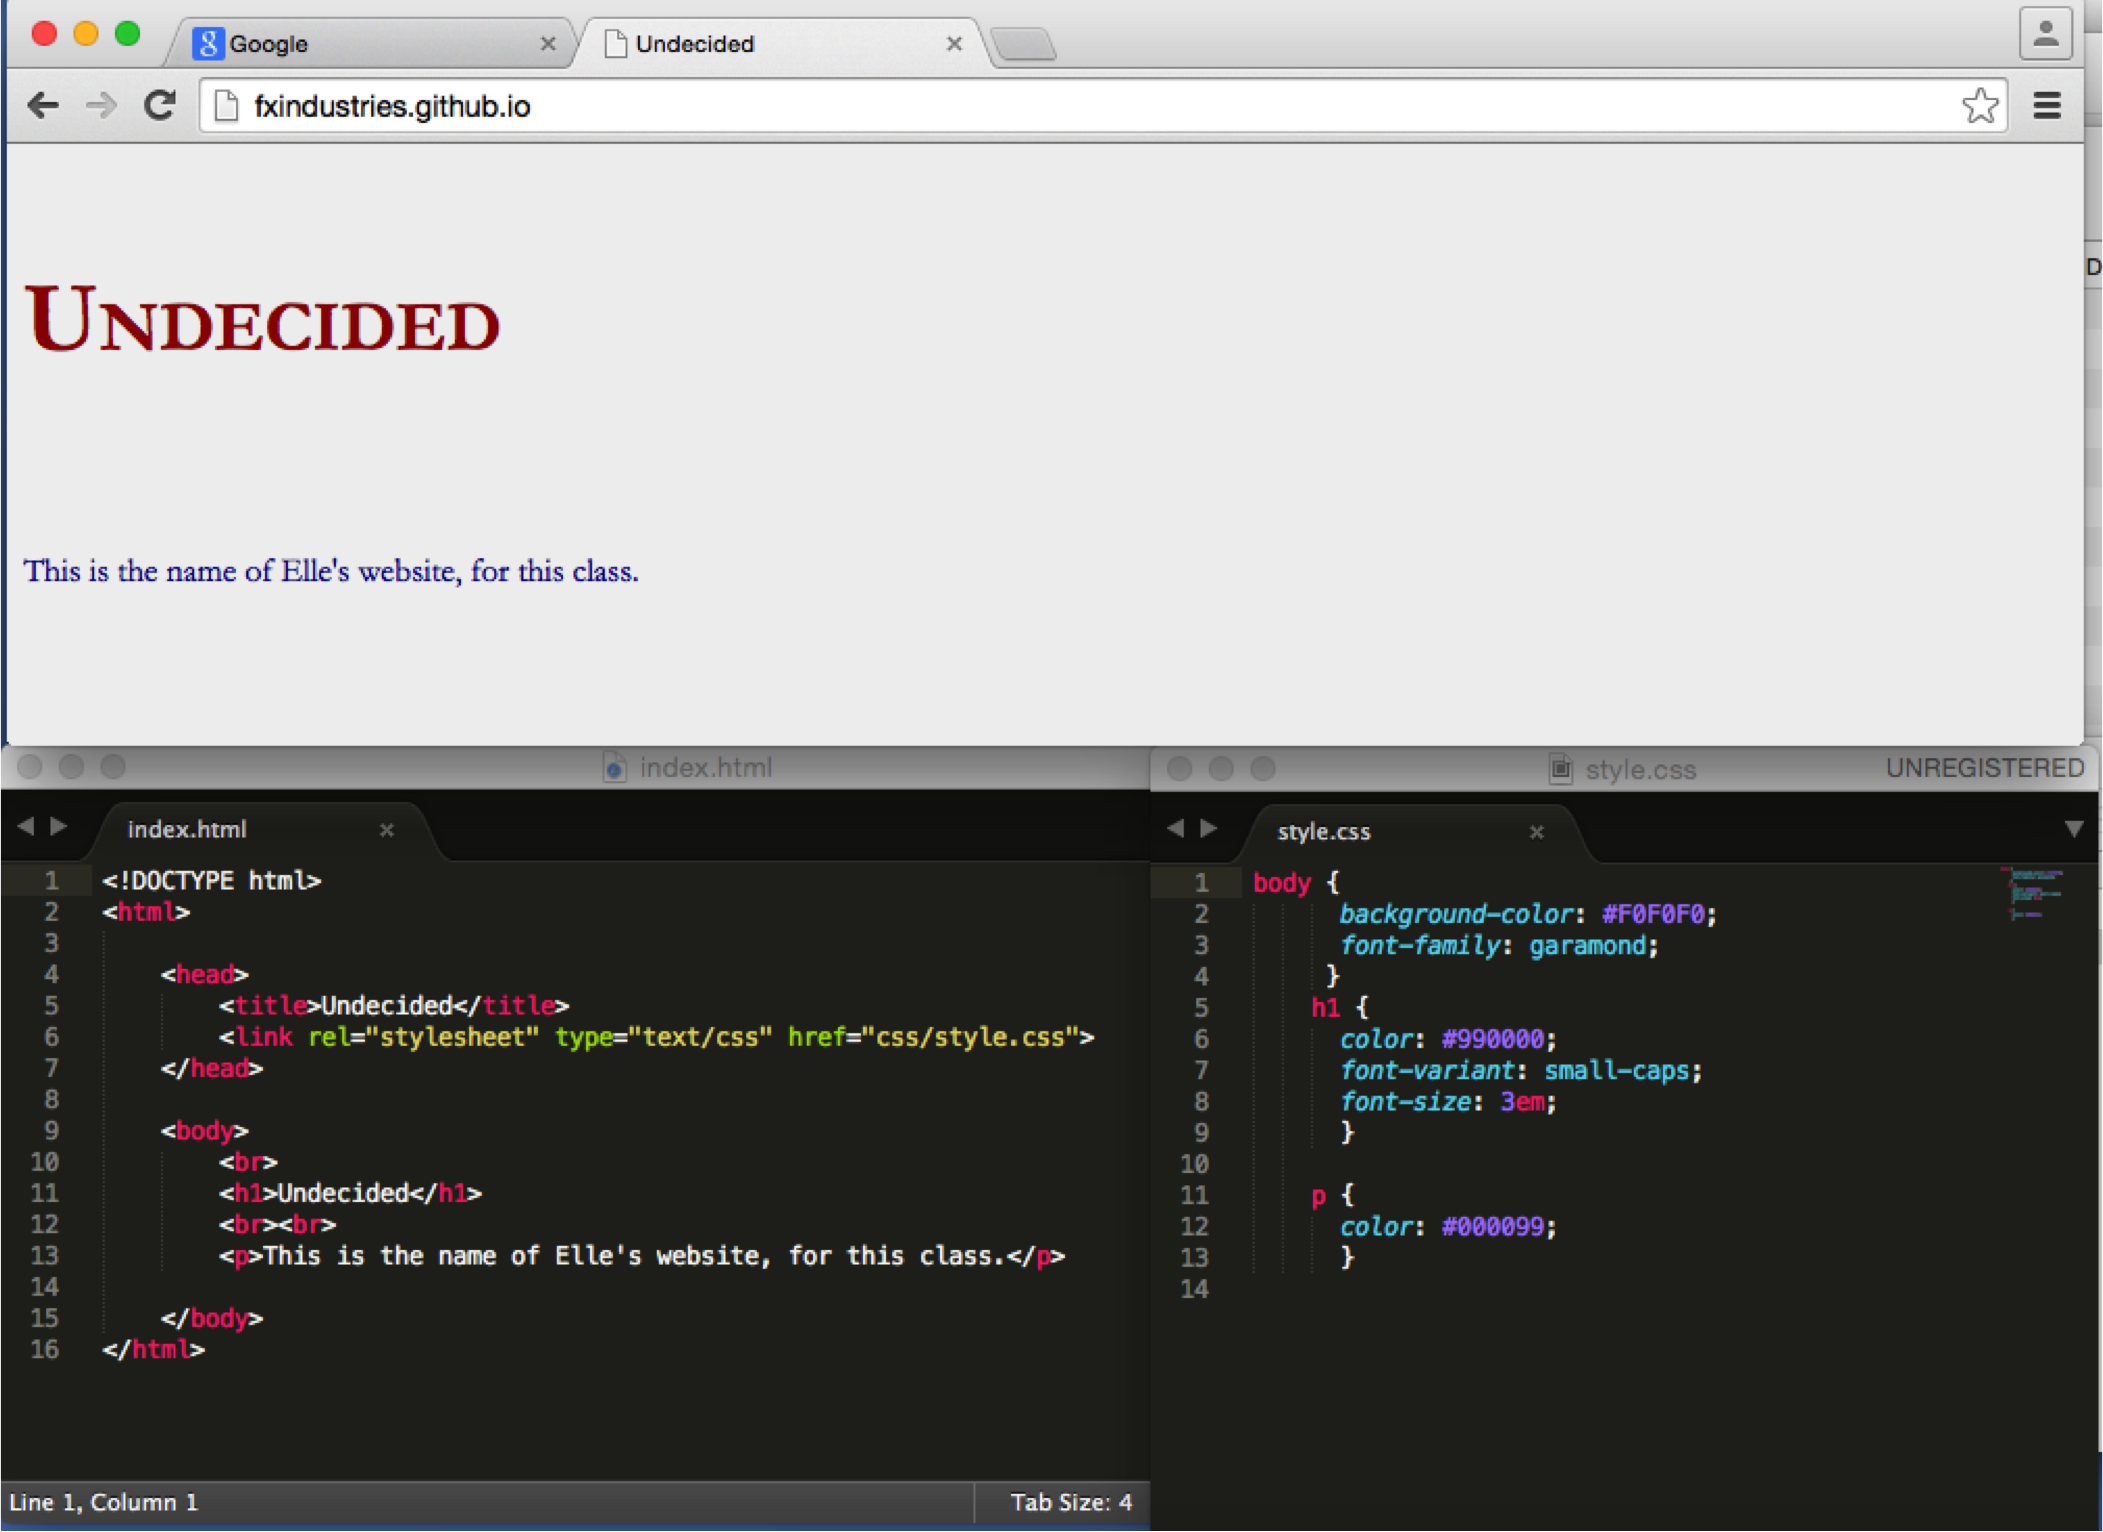 Google
Undecided
fxindustries.github.io
D
Undecided
This is the name of Elle's website, for this class.
index.html
style.css
UNREGISTERED
index.html
1 <!DOCTYPE html>
2 <html>
3
4 <head>
5 <title>Undecided</title>
6 <link rel="stylesheet" type="text/css" href="css/style.css">
7 </head>
8
9 <body>
10 <br>
11 <h1>Undecided</h1>
12 <br><br>
13 <p>This is the name of Elle's website, for this class.</p>
14
15 </body>
16 </html>
Line 1, Column 1
Tab Size: 4
style.css
1 body {
2 background-color: #F0F0F0;
3 font-family: garamond;
4 }
5 h1 {
6 color: #990000;
7 font-variant: small-caps;
8 font-size: 3em;
9 }
10
11 p {
12 color: #000099;
13 }
14